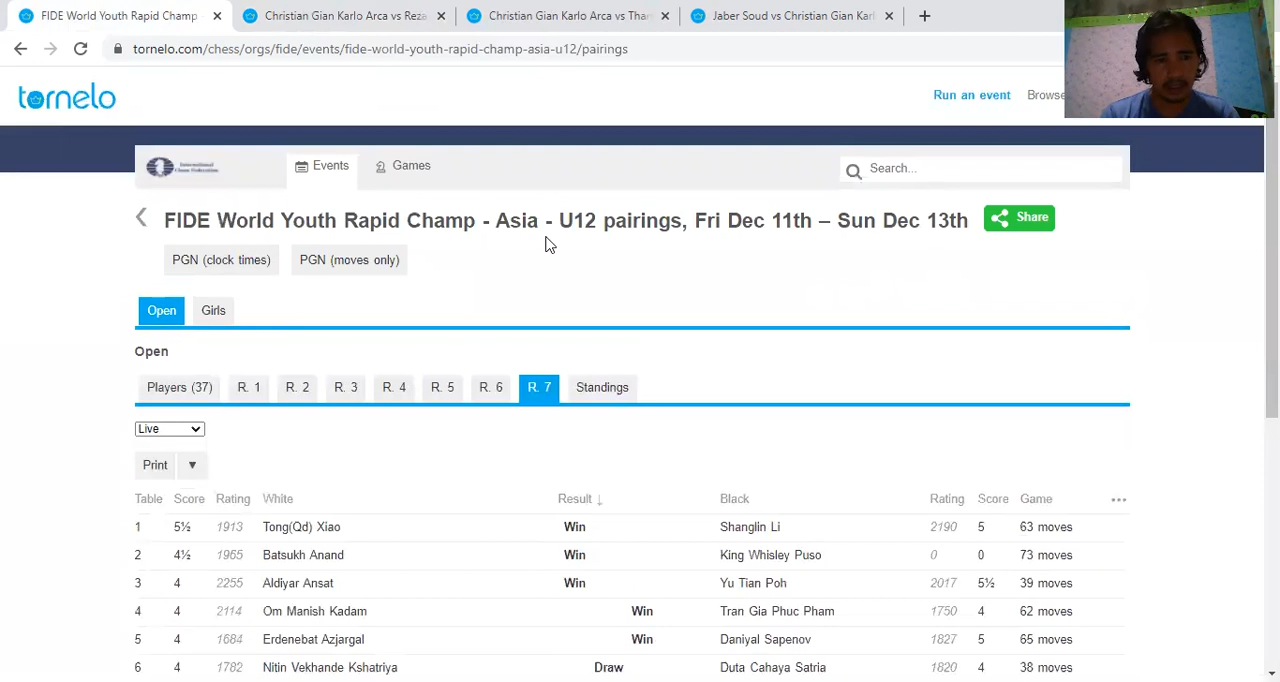 FIDE World Youth Rapid Champ
Christian Gian Karlo Arca vs Reze
Christian Gian Karlo Arca vs Than
Jaber Soud vs Christian Gian Karl
tornelo.com/chess/orgs/fide/events/fide-world-youth-rapid-champ-asia-u12/pairings
tornelo
Run an event Browse
International Chess Federation
Events Games Search...
FIDE World Youth Rapid Champ - Asia - U12 pairings, Fri Dec 11th – Sun Dec 13th Share
PGN (clock times) PGN (moves only)
Open Girls
Open
Players (37) R. 1 R. 2 R. 3 R. 4 R. 5 R. 6 R. 7 Standings
Live
Print ▼
Table Score Rating White Result ↓ Black Rating Score Game ...
1 5½ 1913 Tong(Qd) Xiao Win Shanglin Li 2190 5 63 moves
2 4½ 1965 Batsukh Anand Win King Whisley Puso 0 0 73 moves
3 4 2255 Aldiyar Ansat Win Yu Tian Poh 2017 5½ 39 moves
4 4 2114 Om Manish Kadam Win Tran Gia Phuc Pham 1750 4 62 moves
5 4 1684 Erdenebat Azjargal Win Daniyal Sapenov 1827 5 65 moves
6 4 1782 Nitin Vekhande Kshatriya Draw Duta Cahaya Satria 1820 4 38 moves